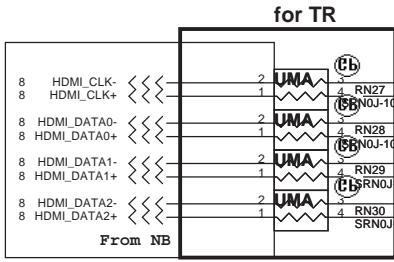 for TR
8 HDMI_CLK- 2 UMA 3
8 HDMI_CLK+ 1 4 RN27
8 HDMI_DATA0- 2 UMA 3
8 HDMI_DATA0+ 1 4 RN28
8 HDMI_DATA1- 2 UMA 3
8 HDMI_DATA1+ 1 4 RN29
8 HDMI_DATA2- 2 UMA 3
8 HDMI_DATA2+ 1 4 RN30
SRN0J
From NB